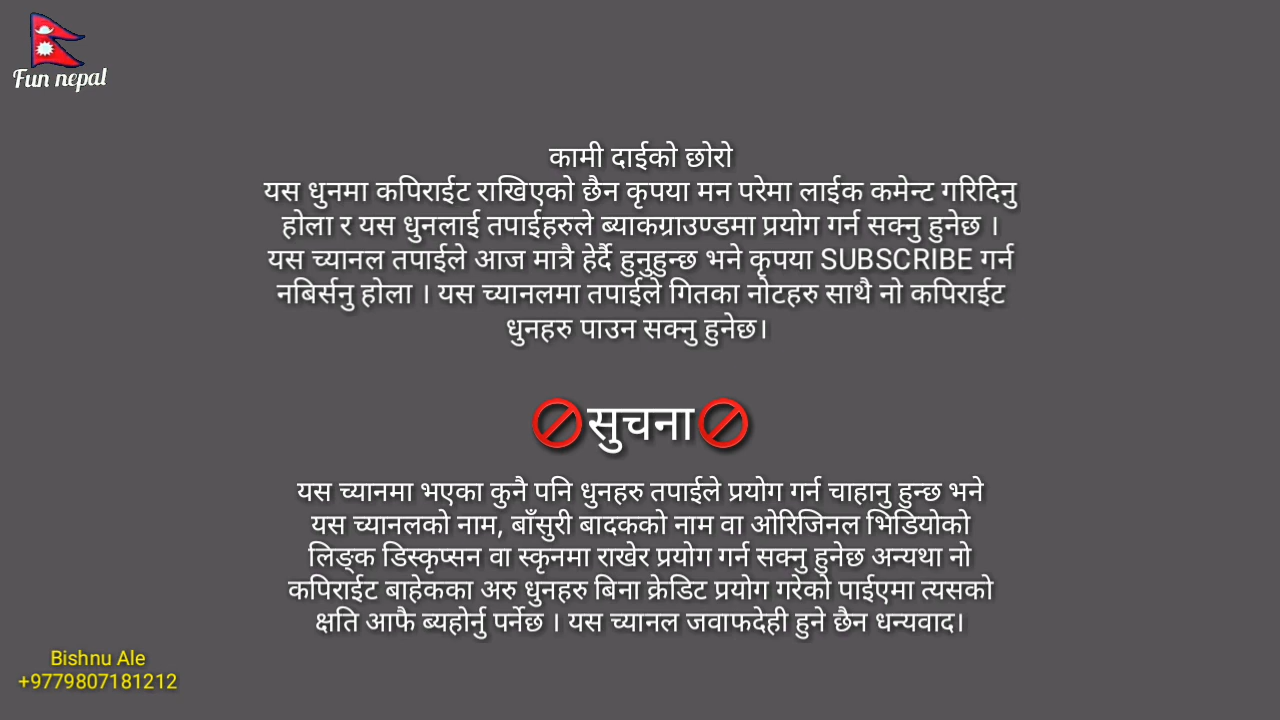 Fun nepal
कामी दाईको छोरो
यस धुनमा कपिराईट राखिएको छैन कृपया मन परेमा लाईक कमेन्ट गरिदिनु
होला र यस धुनलाई तपाईहरुले ब्याकग्राउण्डमा प्रयोग गर्न सक्नु हुनेछ ।
यस च्यानल तपाईले आज मात्रै हेर्दै हुनुहुन्छ भने कृपया SUBSCRIBE गर्न
नबिर्सनु होला । यस च्यानलमा तपाईले गितका नोटहरु साथै नो कपिराईट
धुनहरु पाउन सक्नु हुनेछ।
🚫सुचना🚫
यस च्यानमा भएका कुनै पनि धुनहरु तपाईले प्रयोग गर्न चाहानु हुन्छ भने
यस च्यानलको नाम, बाँसुरी बादकको नाम वा ओरिजिनल भिडियोको
लिङ्क डिस्कृप्सन वा स्कृनमा राखेर प्रयोग गर्न सक्नु हुनेछ अन्यथा नो
कपिराईट बाहेकका अरु धुनहरु बिना क्रेडिट प्रयोग गरेको पाईएमा त्यसको
क्षति आफै ब्यहोर्नु पर्नेछ । यस च्यानल जवाफदेही हुने छैन धन्यवाद।
Bishnu Ale
+9779807181212